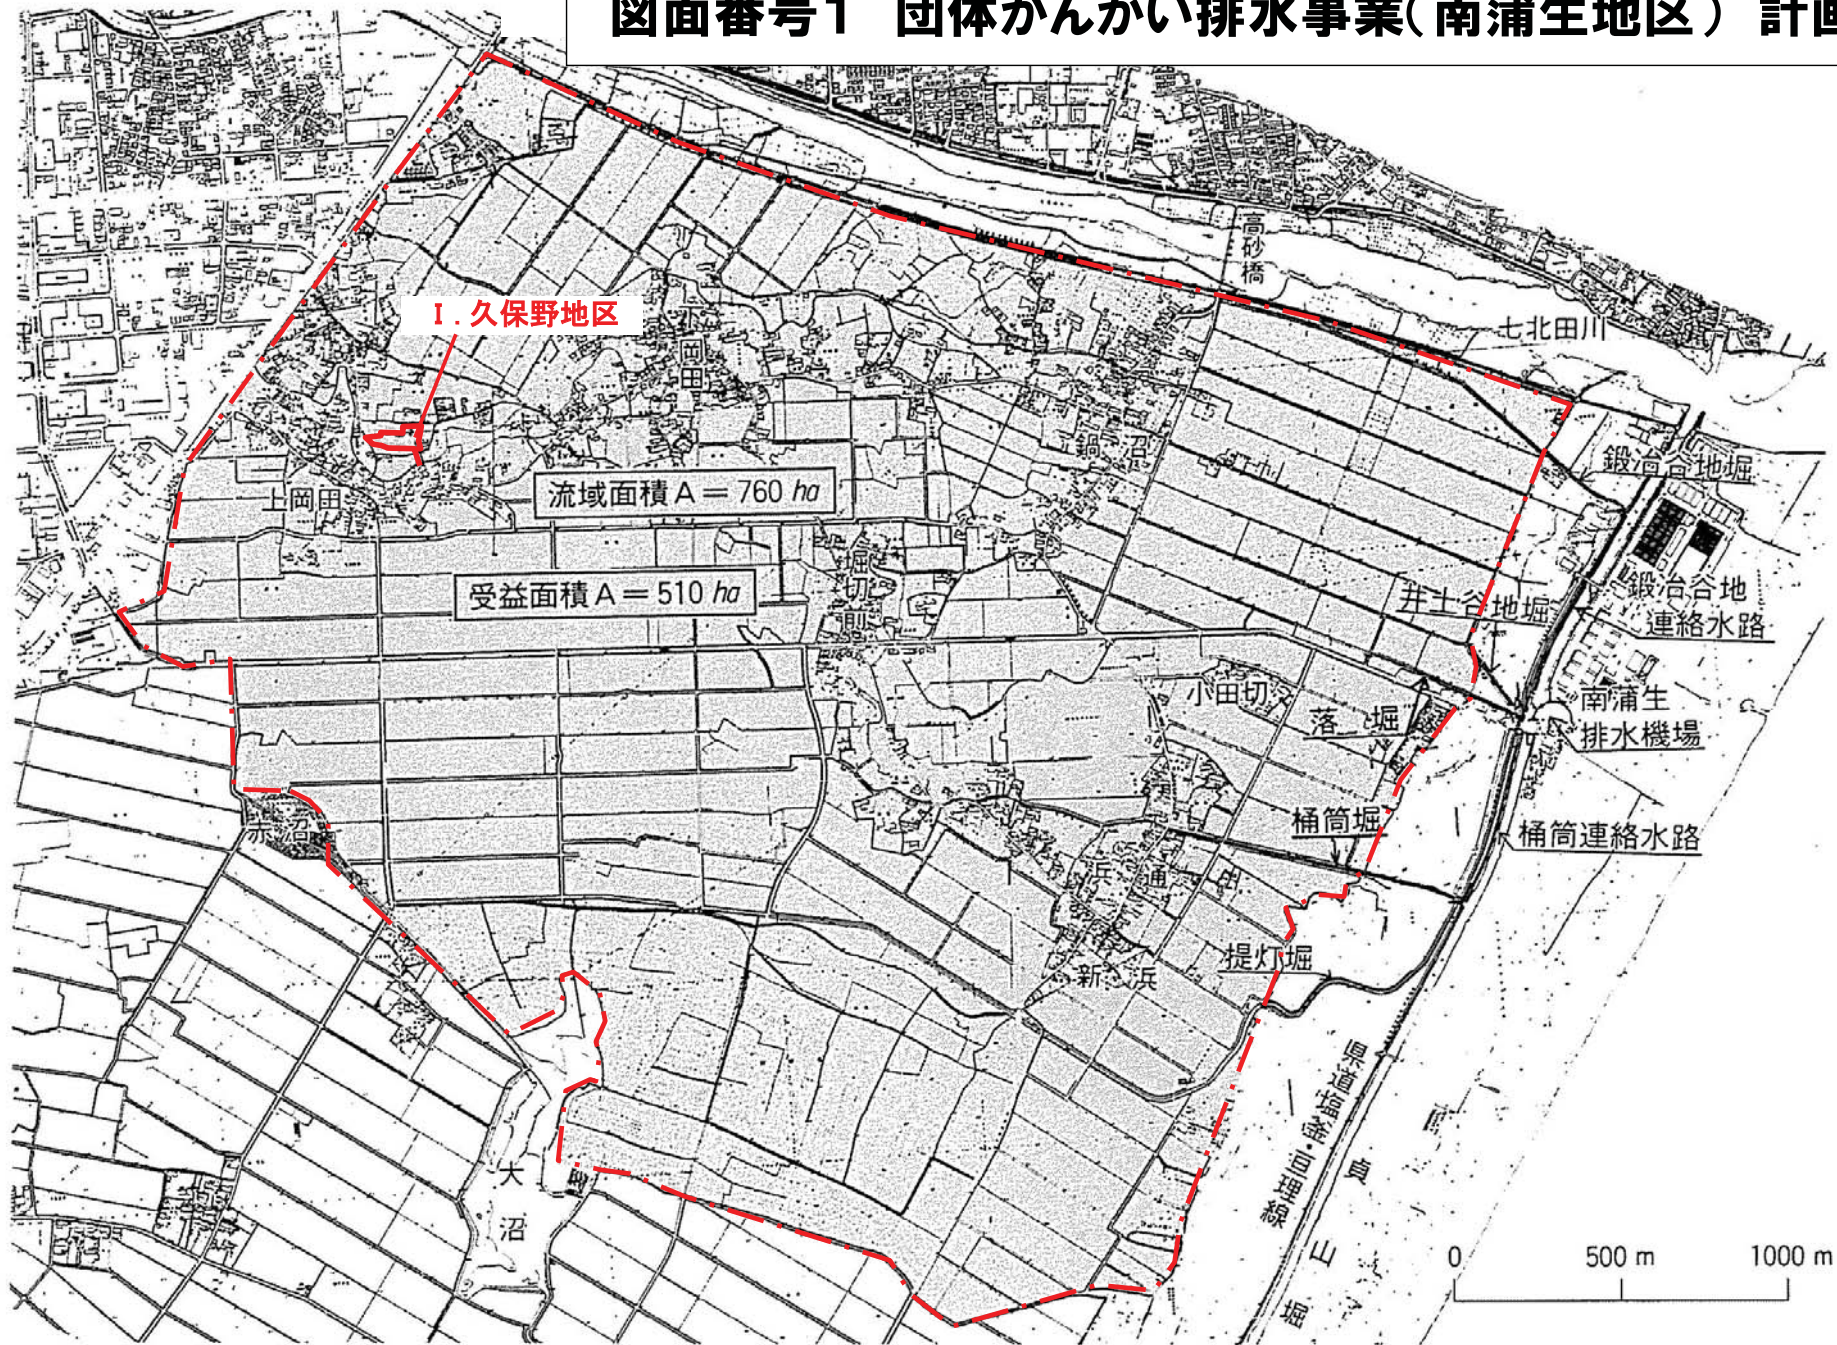 図面番号1 団体かんがい排水事業(南蒲生地区) 計画
高砂橋
七北田川
Ⅰ.久保野地区
下岡田
鍋沼
鍛冶谷地堀
上岡田
流域面積A=760 ha
堀切前
受益面積A=510 ha
井土谷地堀
鍛冶谷地
連絡水路
小田切
落堀
南蒲生
排水機場
赤沼
桶筒堀
桶筒連絡水路
浜通
提灯堀
新浜
県道塩釜・亘理線
大沼
貞山堀
0 500 m 1000 m